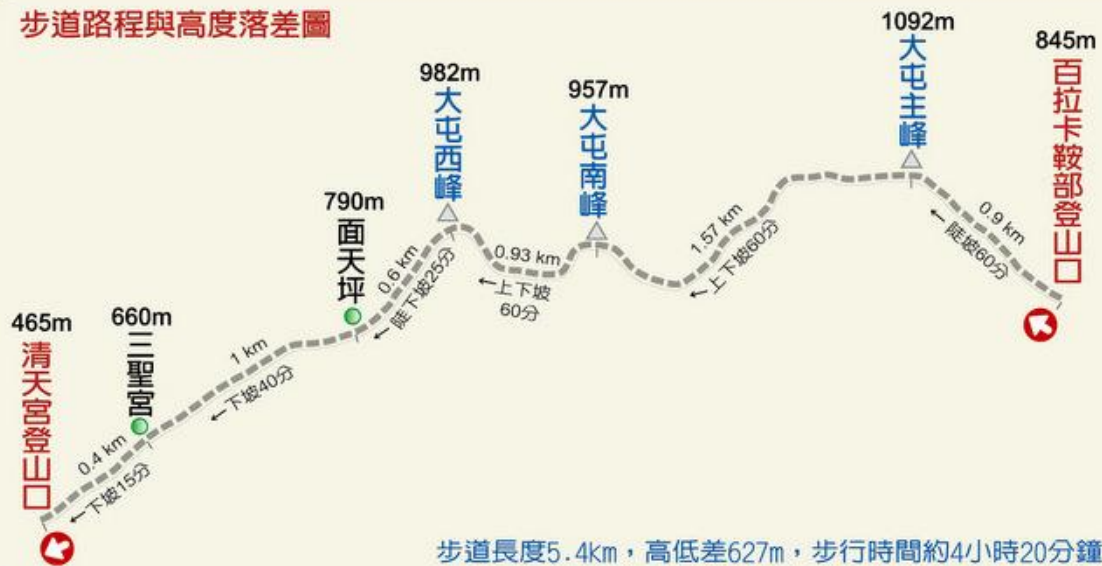 步道路程與高度落差圖
1092m
大屯主峰
845m
百拉卡鞍部登山口
982m
大屯西峰
957m
大屯南峰
790m
面天坪
660m
三聖宮
465m
清天宮登山口
0.9 km
←陡坡60分
1.57 km
←上下坡60分
0.93 km
←上下坡
60分
0.6 km
←陡下坡25分
1 km
←下坡40分
0.4 km
←下坡15分
步道長度5.4km，高低差627m，步行時間約4小時20分鐘